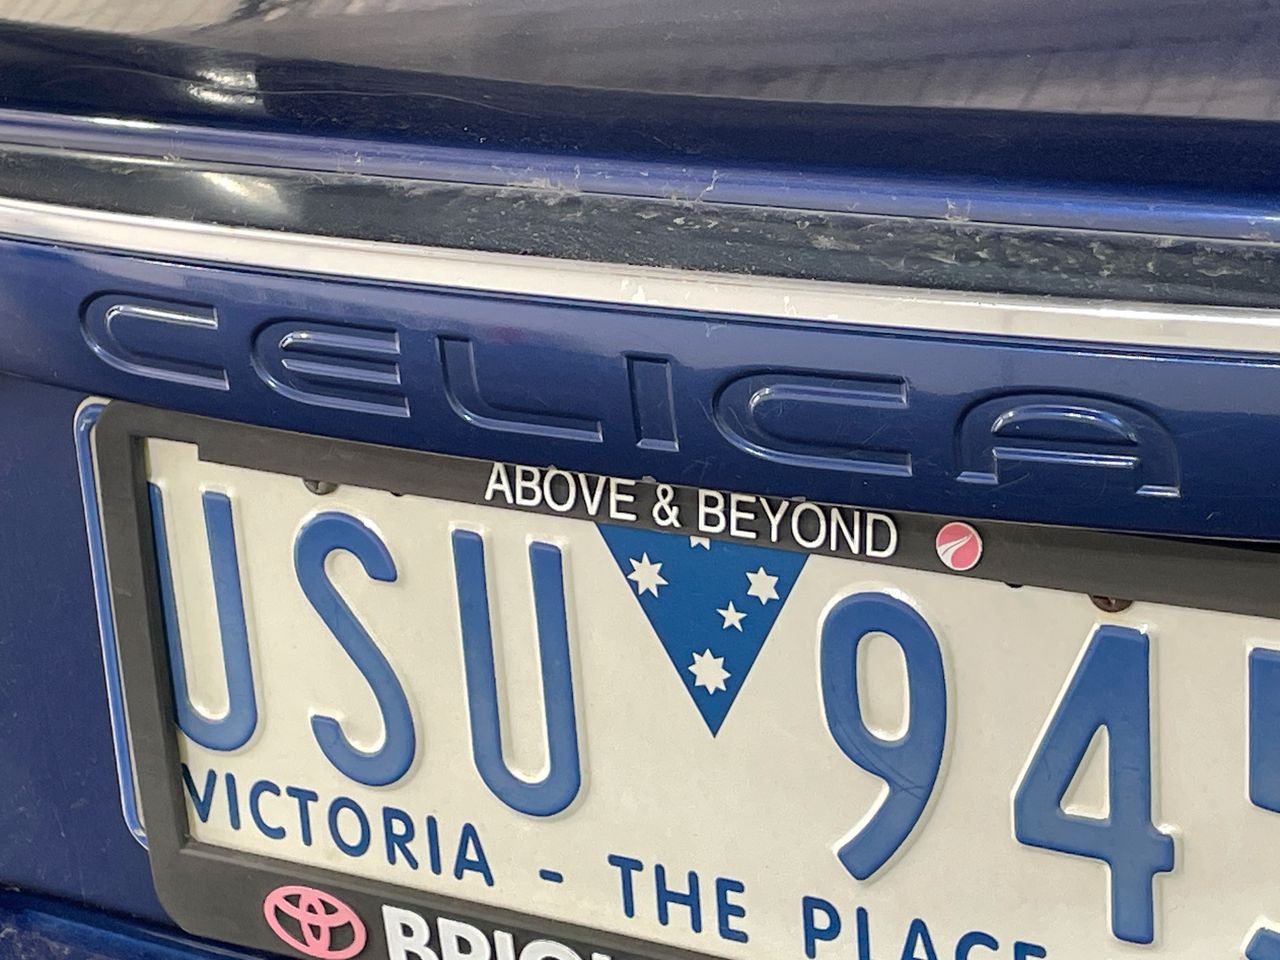 CELICA
ABOVE & BEYOND
USU 94
VICTORIA - THE PLACE